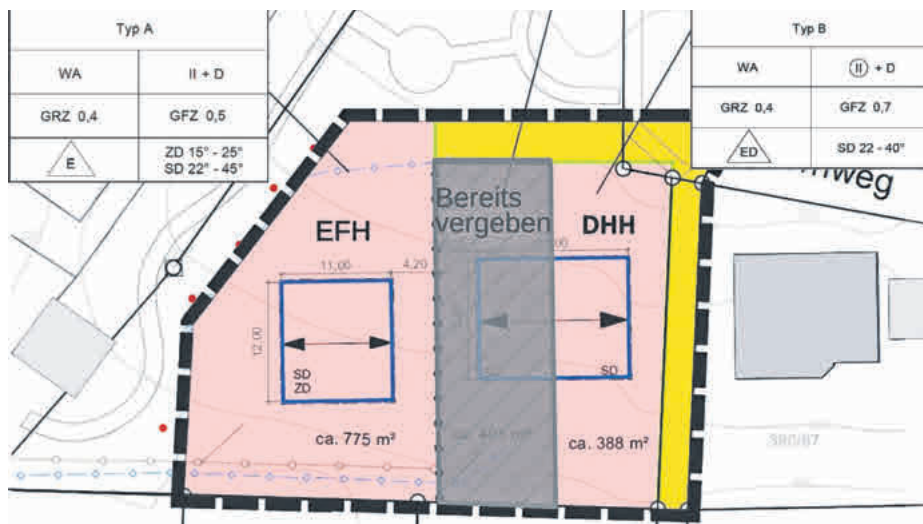 Typ A
WA
II + D
GRZ 0,4
GFZ 0,5
E
ZD 15° - 25°
SD 22° - 45°
Typ B
WA
II + D
GRZ 0,4
GFZ 0,7
ED
SD 22 - 40°
Bereits
vergeben
EFH
DHH
11,00
4,20
12,00
SD
ZD
SD
ca. 775 m²
ca. 388 m²
380/87